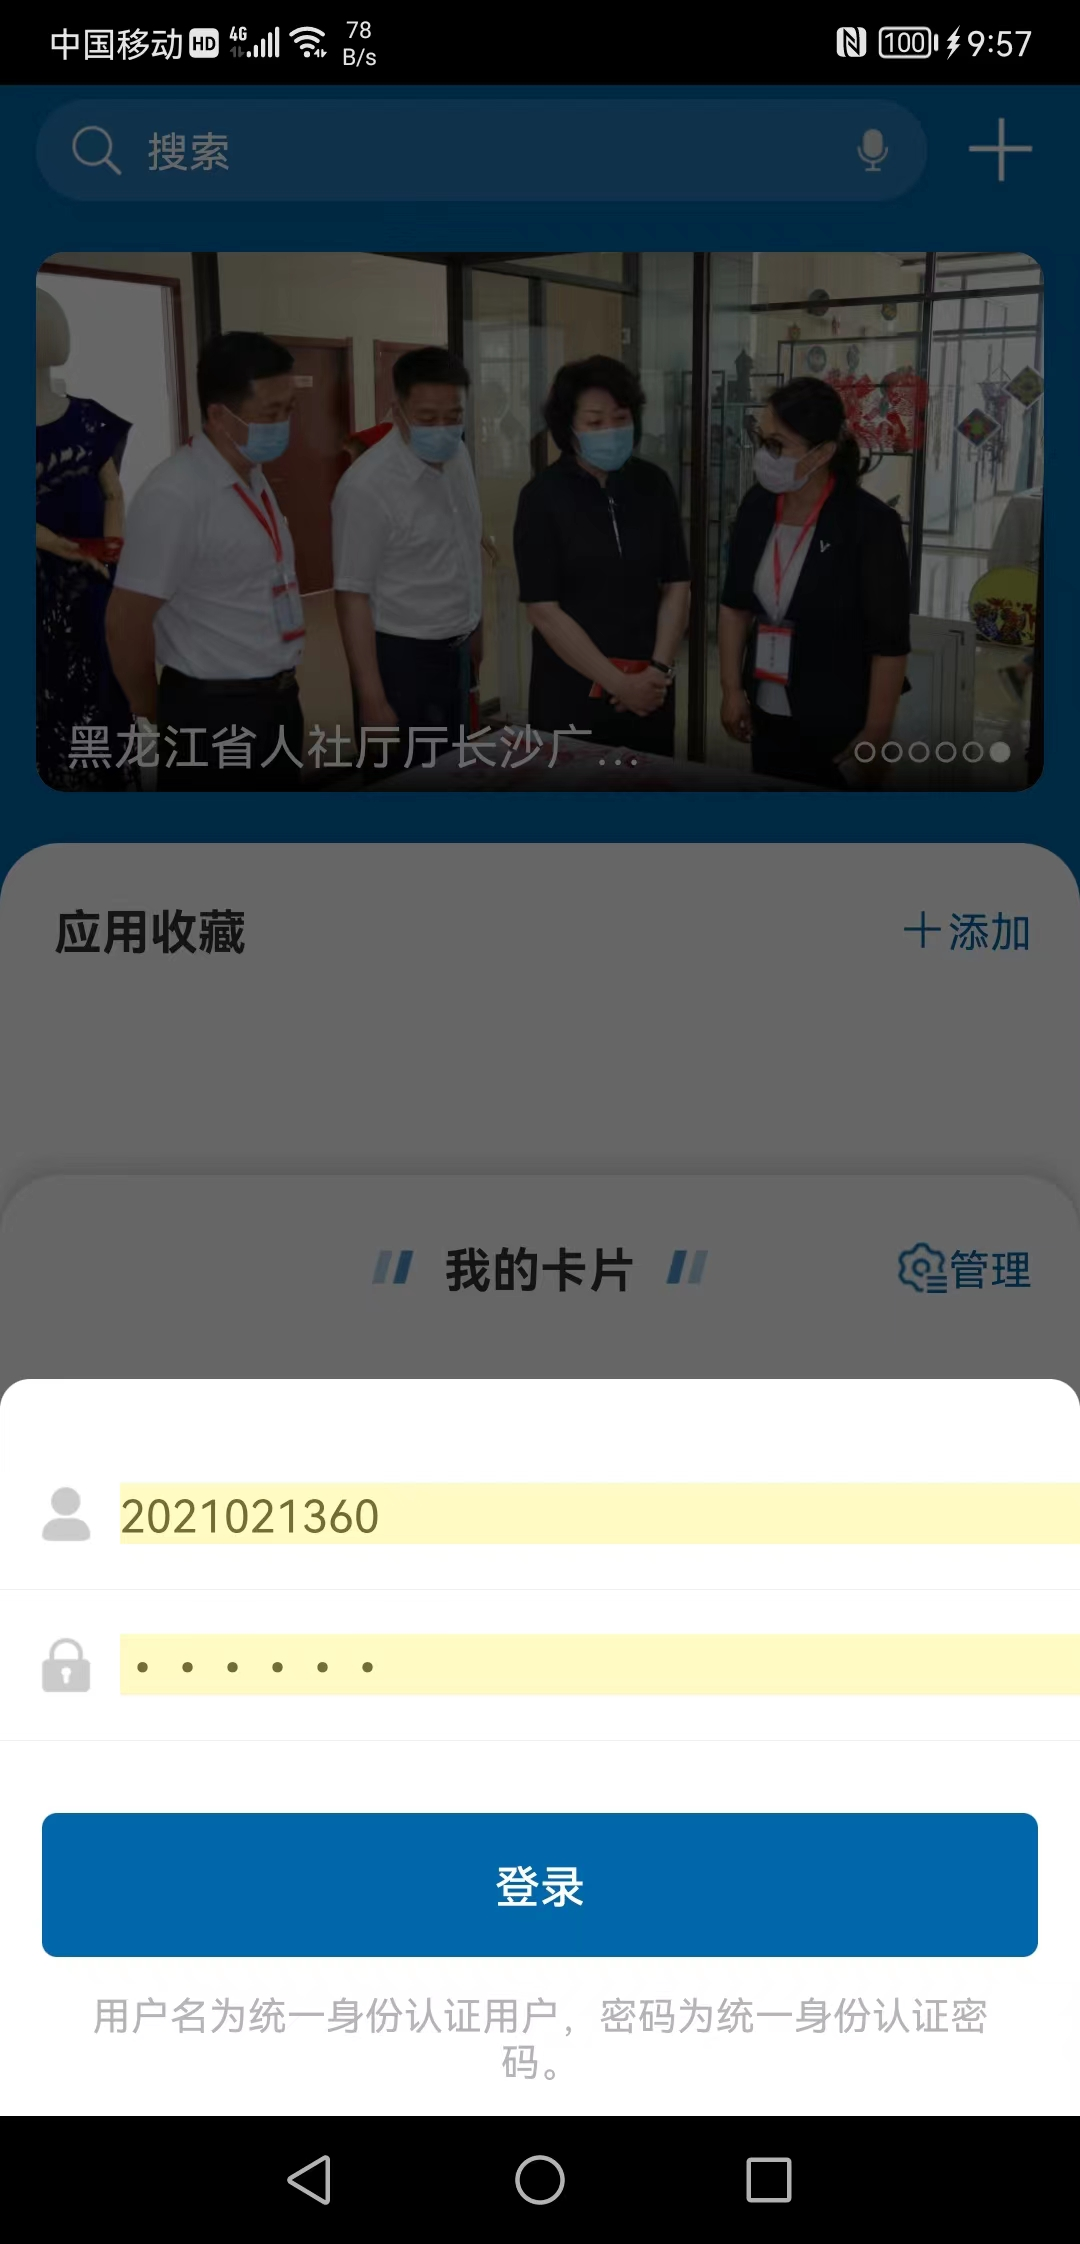 中国移动 HD 4G 78 B/s 100 9:57
搜索
黑龙江省人社厅厅长沙广...
应用收藏
添加
我的卡片
管理
2021021360
登录
用户名为统一身份认证用户，密码为统一身份认证密
码。